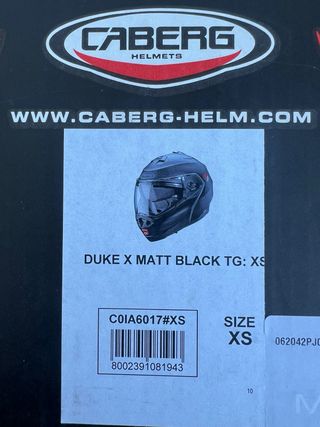 CABERG
HELMETS
WWW.CABERG-HELM.COM
DUKE X MATT BLACK TG: XS
C0IA6017#XS
8002391081943
SIZE
XS
062042PJ
10